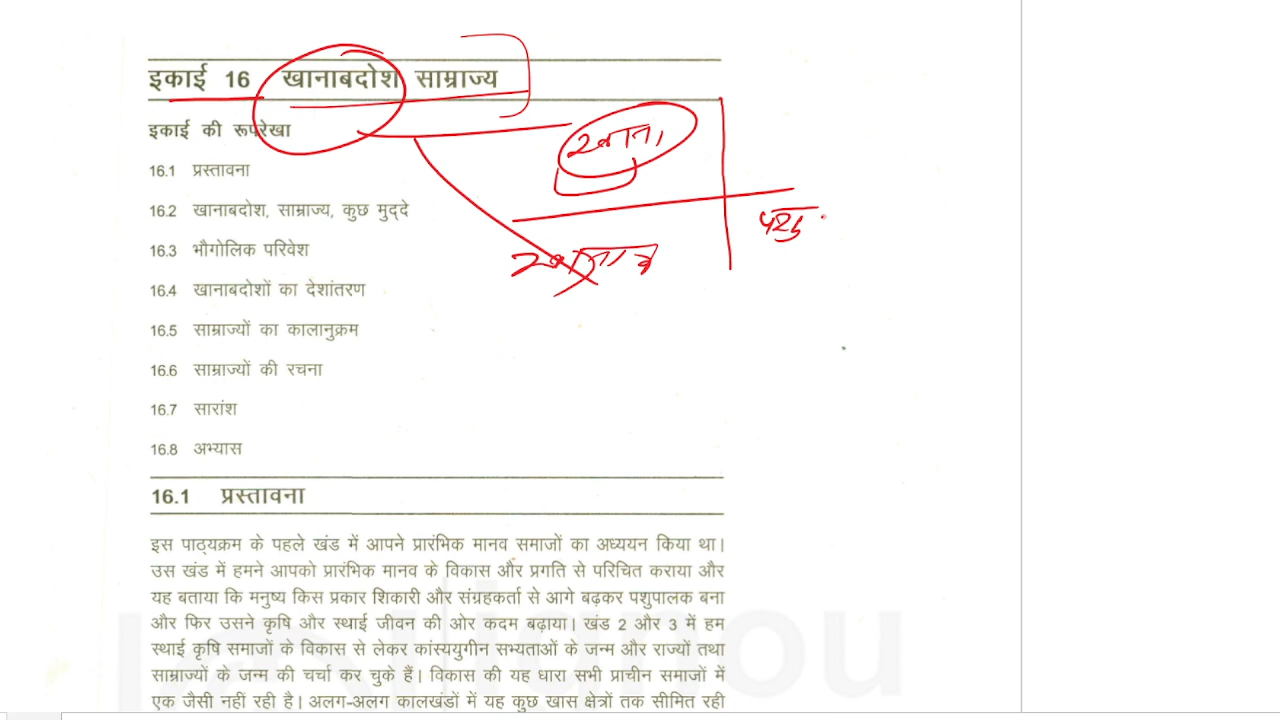 इकाई 16 खानाबदोश साम्राज्य
इकाई की रूपरेखा
खाना
16.1 प्रस्तावना
16.2 खानाबदोश, साम्राज्य, कुछ मुद्दे
पशु
16.3 भौगोलिक परिवेश
16.4 खानाबदोशों का देशांतरण
16.5 साम्राज्यों का कालानुक्रम
16.6 साम्राज्यों की रचना
16.7 सारांश
16.8 अभ्यास
16.1 प्रस्तावना
इस पाठ्यक्रम के पहले खंड में आपने प्रारंभिक मानव समाजों का अध्ययन किया था।
उस खंड में हमने आपको प्रारंभिक मानव के विकास और प्रगति से परिचित कराया और
यह बताया कि मनुष्य किस प्रकार शिकारी और संग्रहकर्ता से आगे बढ़कर पशुपालक बना
और फिर उसने कृषि और स्थाई जीवन की ओर कदम बढ़ाया। खंड 2 और 3 में हम
स्थाई कृषि समाजों के विकास से लेकर कांस्ययुगीन सभ्यताओं के जन्म और राज्यों तथा
साम्राज्यों के जन्म की चर्चा कर चुके हैं। विकास की यह धारा सभी प्राचीन समाजों में
एक जैसी नहीं रही है। अलग-अलग कालखंडों में यह कुछ खास क्षेत्रों तक सीमित रही
ignou